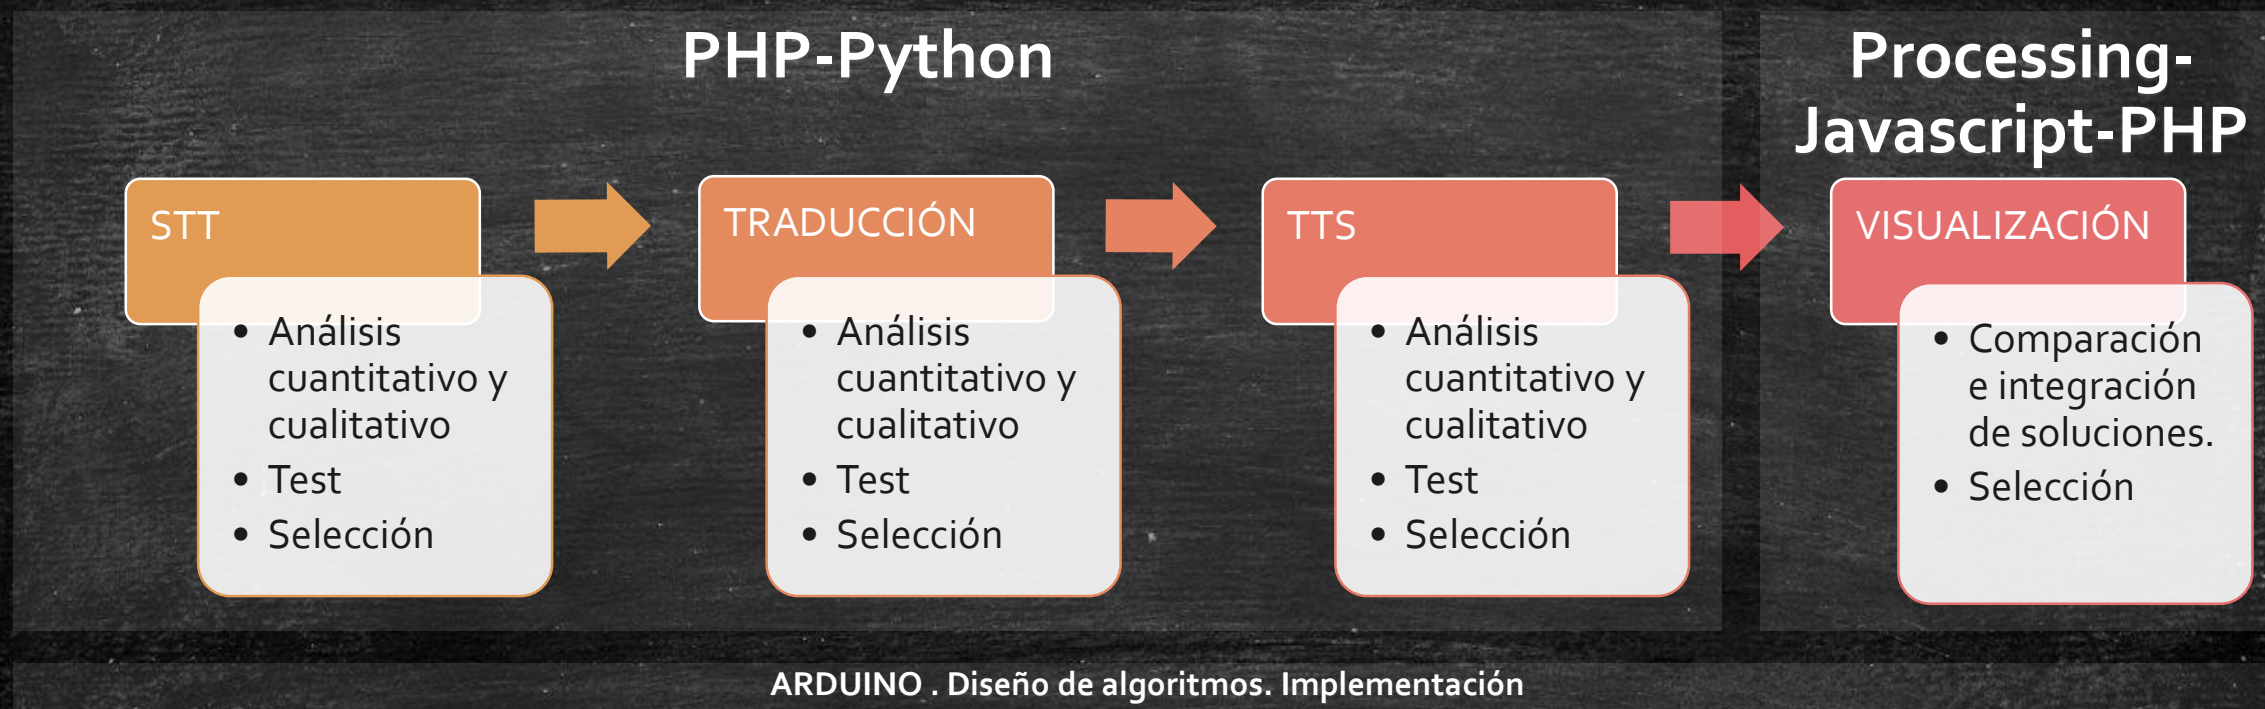 PHP-Python
STT
• Análisis
cuantitativo y
cualitativo
• Test
• Selección
TRADUCCIÓN
• Análisis
cuantitativo y
cualitativo
• Test
• Selección
TTS
• Análisis
cuantitativo y
cualitativo
• Test
• Selección
Processing-
Javascript-PHP
VISUALIZACIÓN
• Comparación
e integración
de soluciones.
• Selección
ARDUINO . Diseño de algoritmos. Implementación